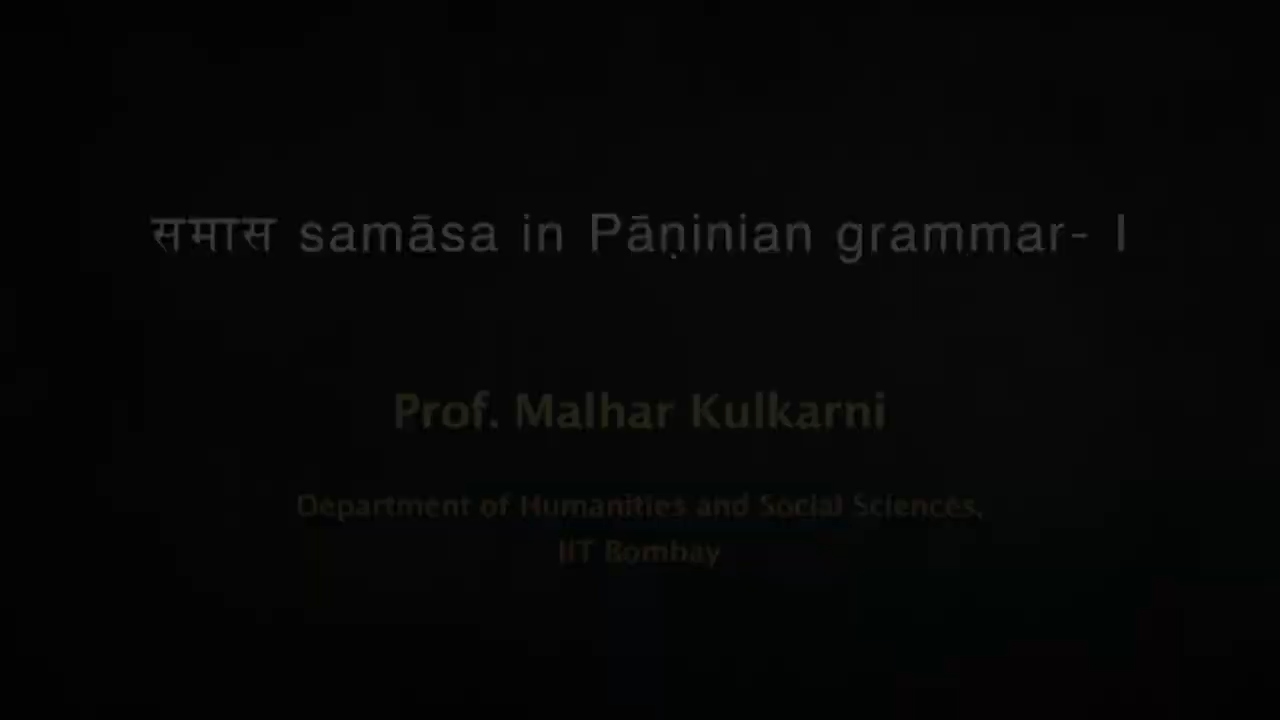 समास samāsa in Pāṇinian grammar- I
Prof. Malhar Kulkarni
Department of Humanities and Social Sciences,
IIT Bombay